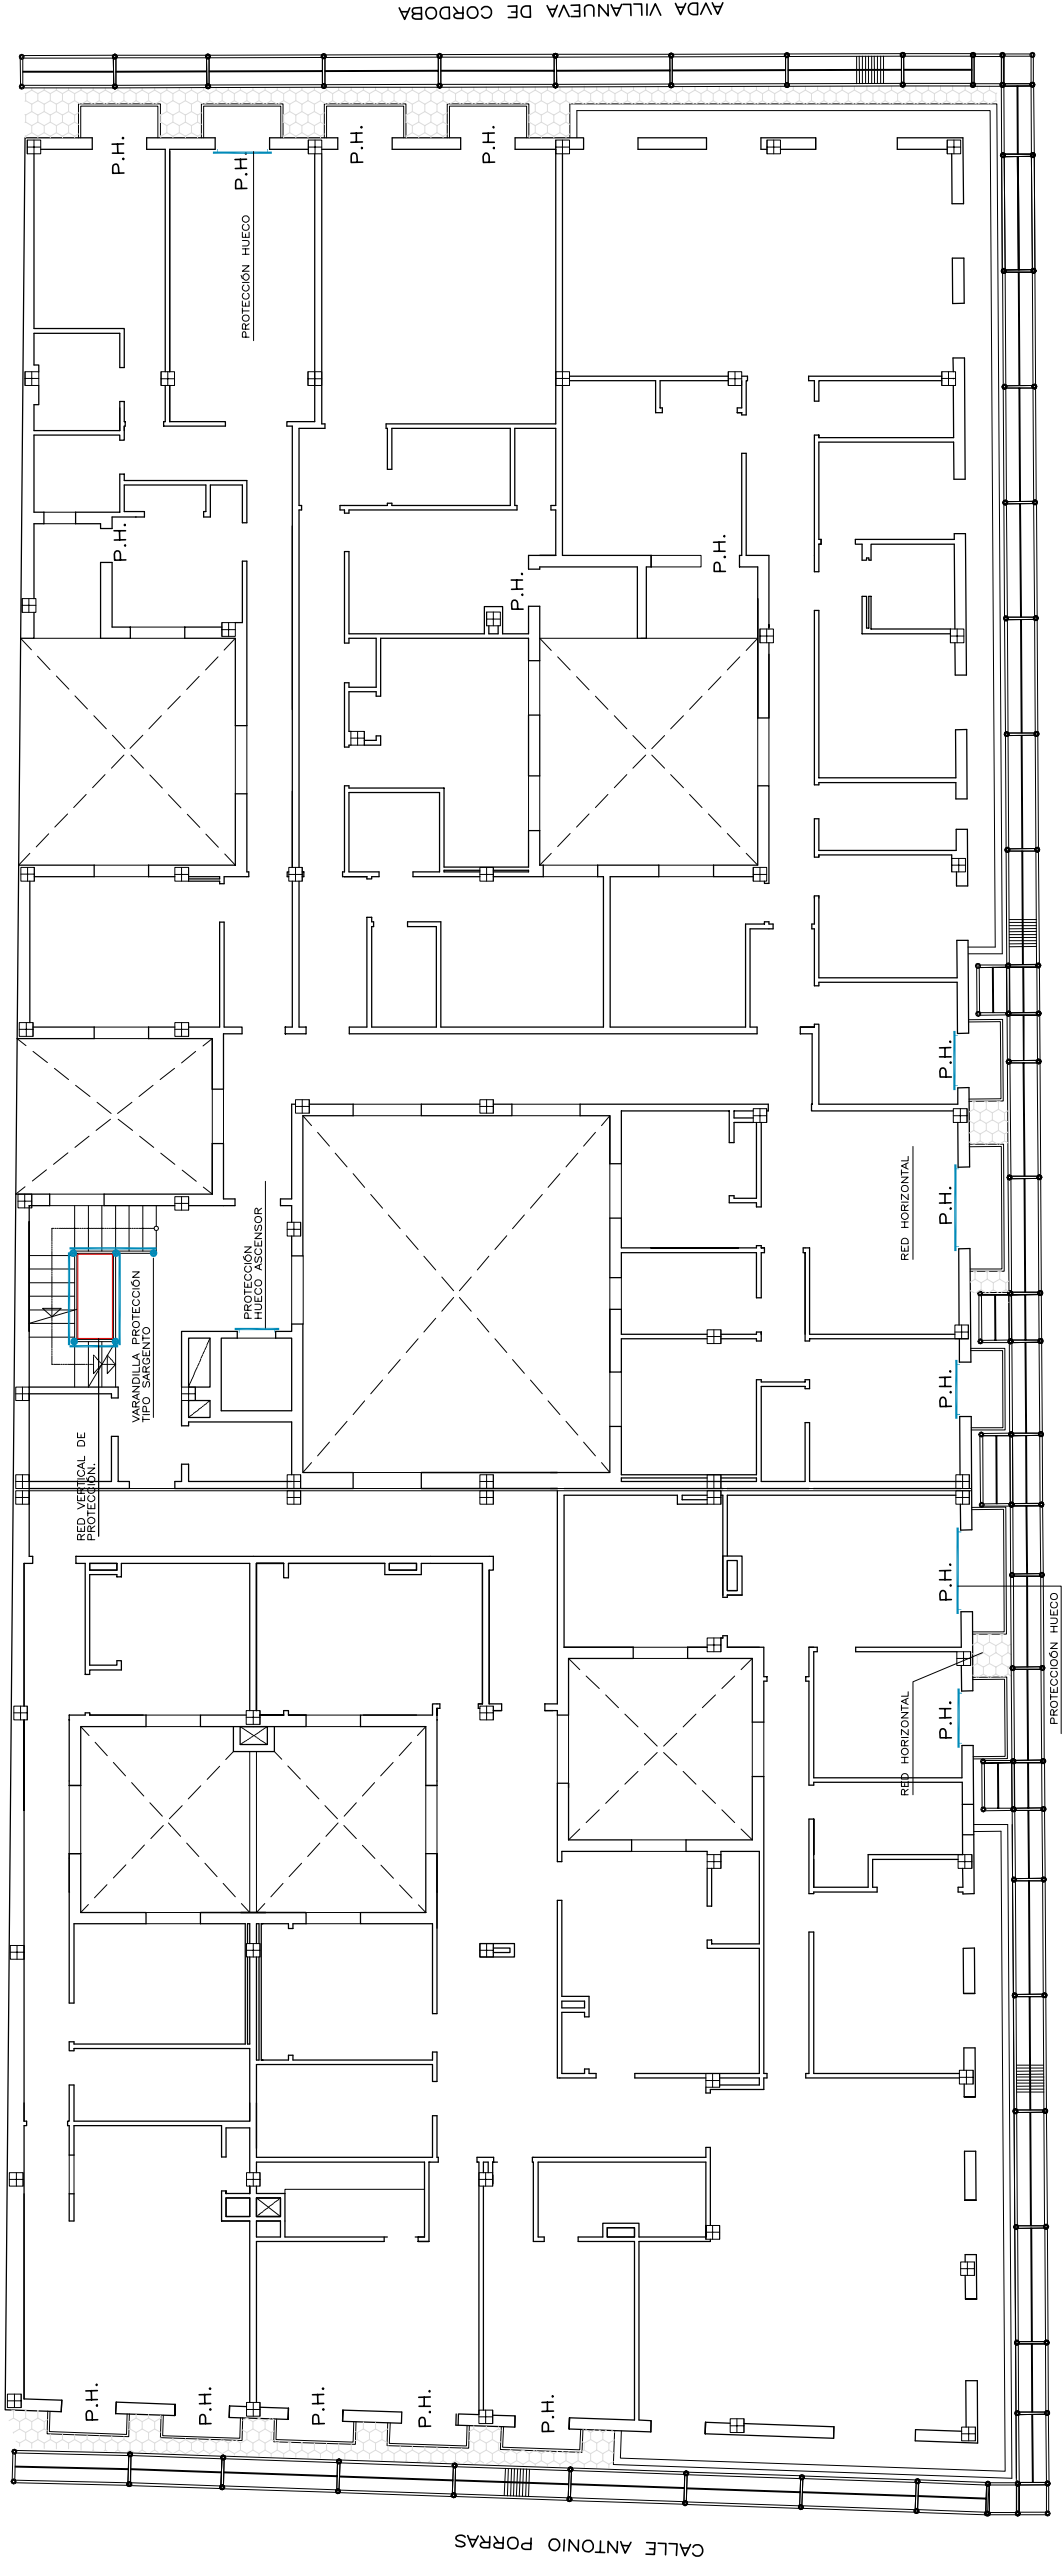 AVDA VILLANUEVA DE CORDOBA
P.H.
P.H.
P.H.
P.H.
PROTECCIÓN HUECO
P.H.
P.H.
P.H.
P.H.
RED HORIZONTAL
P.H.
PROTECCIÓN
HUECO ASCENSOR
VARANDILLA PROTECCIÓN
TIPO SARGENTO
P.H.
RED VERTICAL DE
PROTECCIÓN.
P.H.
PROTECCIOÓN HUECO
RED HORIZONTAL
P.H.
P.H.
P.H.
P.H.
P.H.
P.H.
CALLE ANTONIO PORRAS